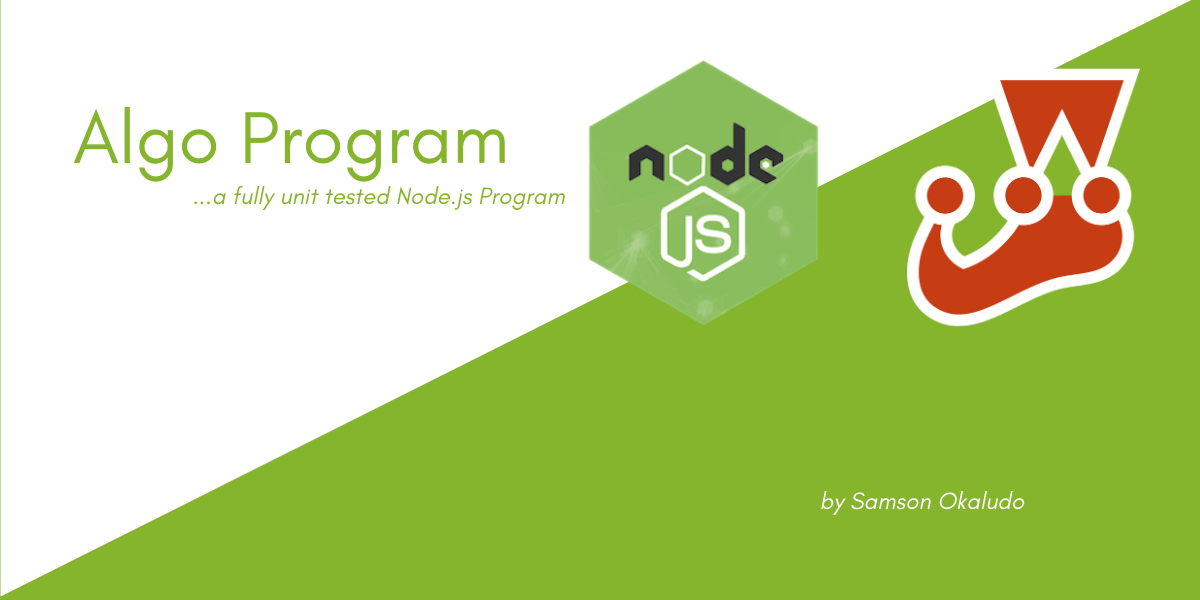 Algo Program
...a fully unit tested Node.js Program
node
JS
by Samson Okaludo